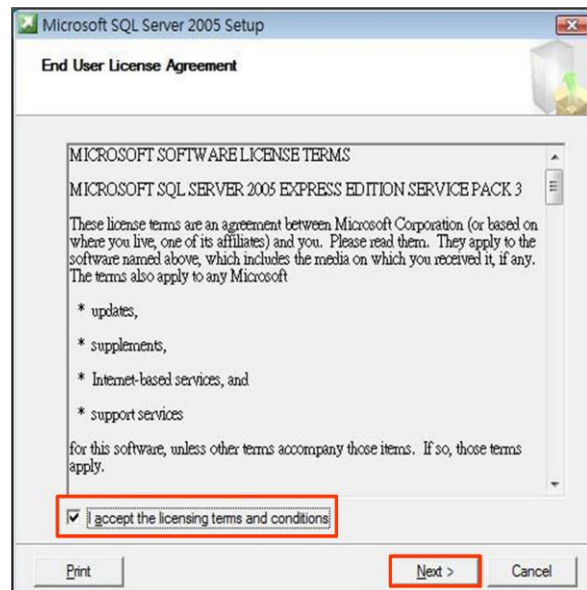 Microsoft SQL Server 2005 Setup
End User License Agreement
MICROSOFT SOFTWARE LICENSE TERMS
MICROSOFT SQL SERVER 2005 EXPRESS EDITION SERVICE PACK 3
These license terms are an agreement between Microsoft Corporation (or based on
where you live, one of its affiliates) and you. Please read them. They apply to the
software named above, which includes the media on which you received it, if any.
The terms also apply to any Microsoft
* updates,
* supplements,
* Internet-based services, and
* support services
for this software, unless other terms accompany those items. If so, those terms
apply.
I accept the licensing terms and conditions
Print
Next >
Cancel